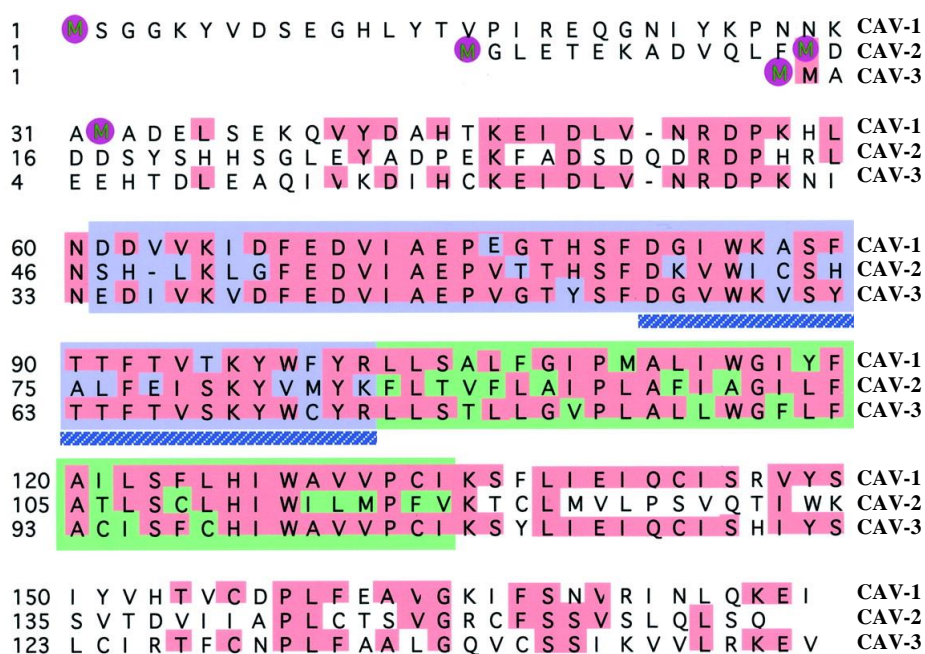 1 M S G G K Y V D S E G H L Y T V P I R E Q G N I Y K P N N K CAV-1
1 M G L E T E K A D V Q L F M D CAV-2
1 M M A CAV-3
31 A M A D E L S E K Q V Y D A H T K E I D L V - N R D P K H L CAV-1
16 D D S Y S H H S G L E Y A D P E K F A D S D Q D R D P H R L CAV-2
4 E E H T D L E A Q I V K D I H C K E I D L V - N R D P K N I CAV-3
60 N D D V V K I D F E D V I A E P E G T H S F D G I W K A S F CAV-1
46 N S H - L K L G F E D V I A E P V T T H S F D K V W I C S H CAV-2
33 N E D I V K V D F E D V I A E P V G T Y S F D G V W K V S Y CAV-3
90 T T F T V T K Y W F Y R L L S A L F G I P M A L I W G I Y F CAV-1
75 A L F E I S K Y V M Y K F L T V F L A I P L A F I A G I L F CAV-2
63 T T F T V S K Y W C Y R L L S T L L G V P L A L L W G F L F CAV-3
120 A I L S F L H I W A V V P C I K S F L I E I Q C I S R V Y S CAV-1
105 A T L S C L H I W I L M P F V K T C L M V L P S V Q T I W K CAV-2
93 A C I S F C H I W A V V P C I K S Y L I E I Q C I S H I Y S CAV-3
150 I Y V H T V C D P L F E A V G K I F S N V R I N L Q K E I CAV-1
135 S V T D V I I A P L C T S V G R C F S S V S L Q L S Q CAV-2
123 L C I R T F C N P L F A A L G Q V C S S I K V V L R K E V CAV-3